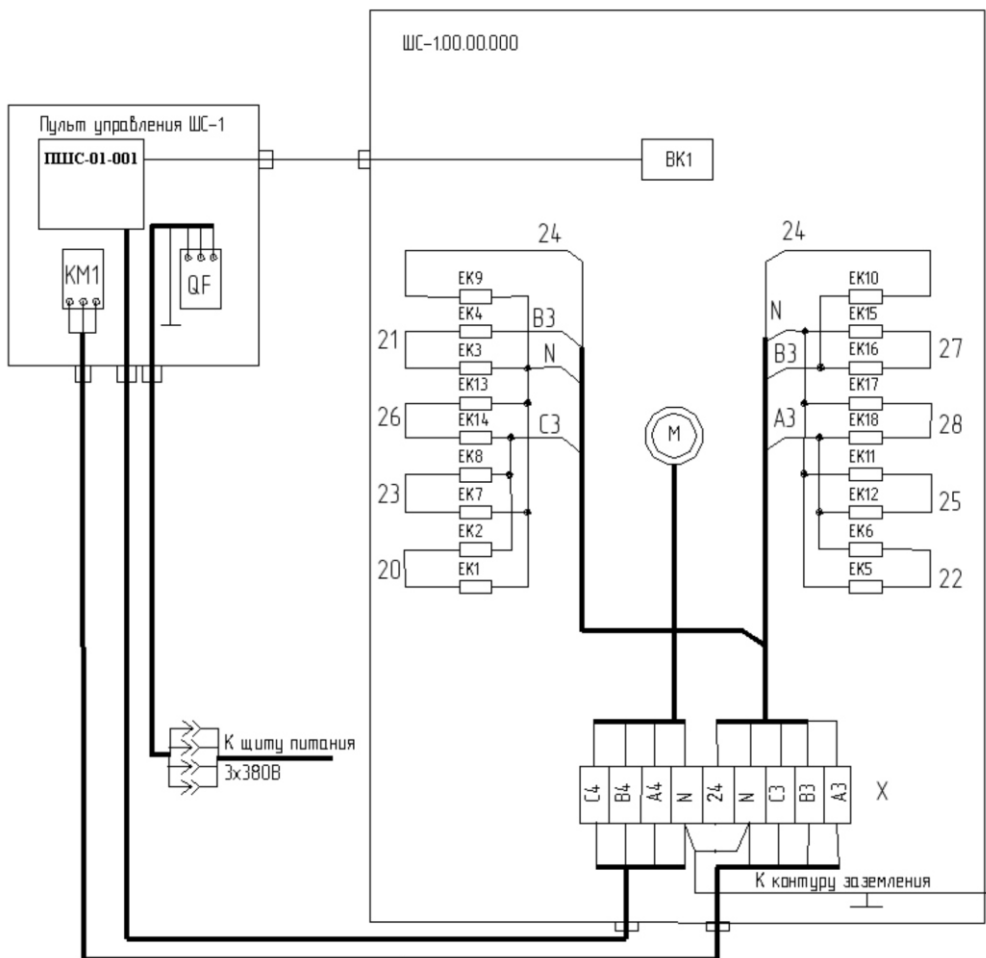 ШС-1.00.00.000
Пульт управления ШС-1
ПШС-01-001
ВК1
КМ1
QF
24
24
ЕК9
ЕК4
ЕК3
ЕК13
ЕК14
ЕК8
ЕК7
ЕК2
ЕК1
21
26
23
20
В3
N
С3
М
N
В3
А3
ЕК10
ЕК15
ЕК16
ЕК17
ЕК18
ЕК11
ЕК12
ЕК6
ЕК5
27
28
25
22
К щиту питания
3х380В
С4
В4
А4
N
24
N
С3
В3
А3
Х
К контуру заземления